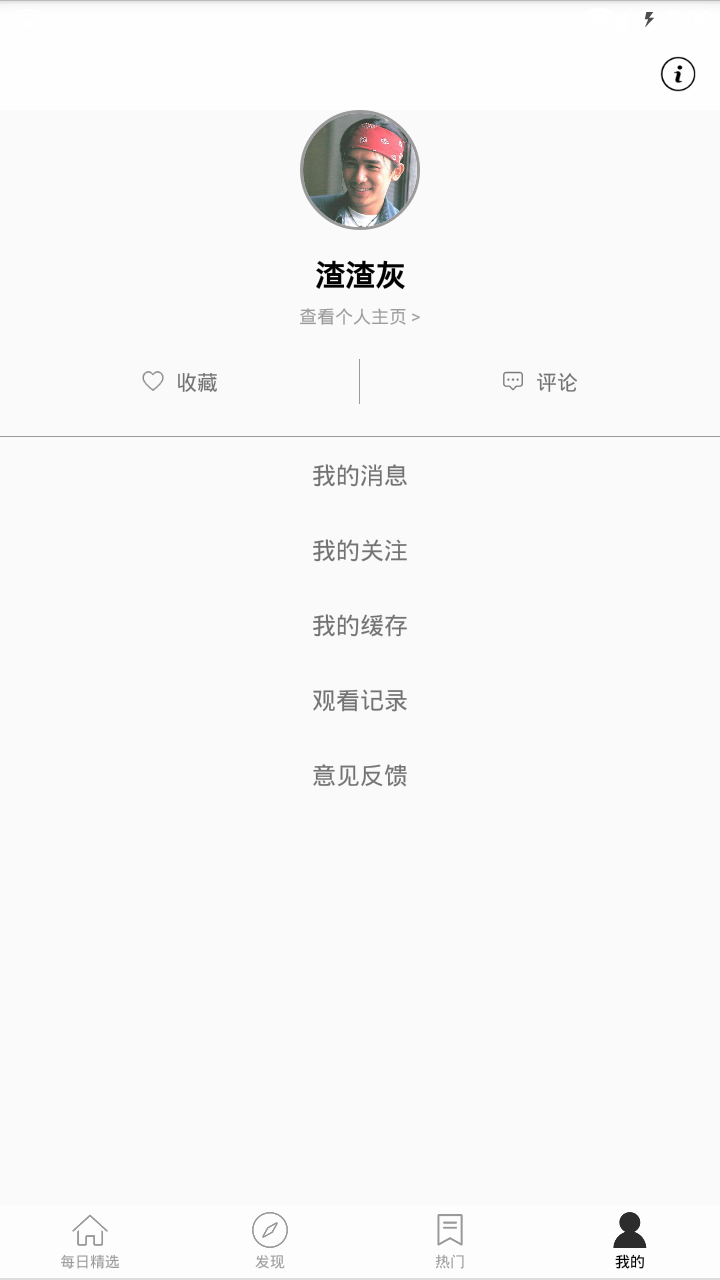 渣渣灰
查看个人主页 >
收藏
评论
我的消息
我的关注
我的缓存
观看记录
意见反馈
每日精选
发现
热门
我的